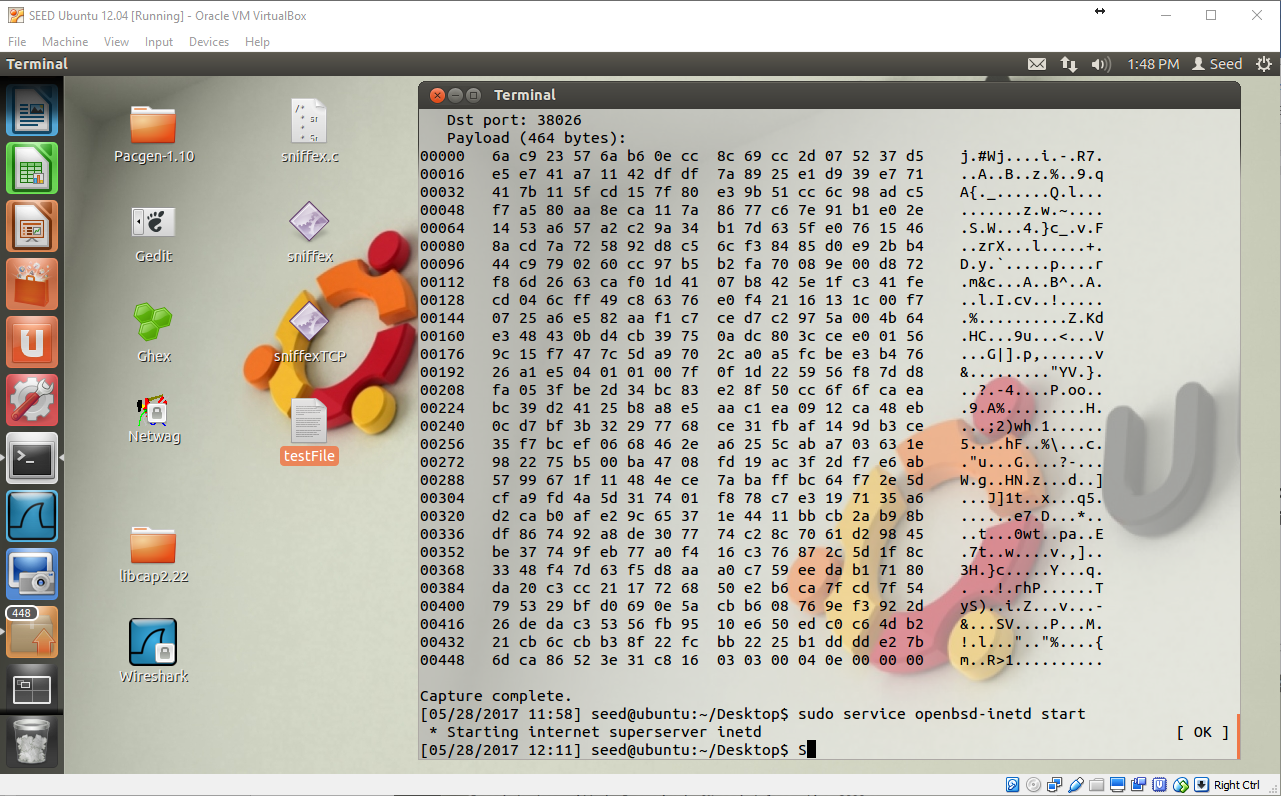 SEED Ubuntu 12.04 [Running] - Oracle VM VirtualBox
File Machine View Input Devices Help
Terminal
1:48 PM Seed
Pacgen-1.10
sniffex.c
Gedit
sniffex
Ghex
sniffexTCP
Netwag
testFile
libcap2.22
448
Wireshark
Terminal
Dst port: 38026
Payload (464 bytes):
00000 6a c9 23 57 6a b6 0e cc 8c 69 cc 2d 07 52 37 d5 j.#Wj....i.-.R7.
00016 e5 e7 41 a7 11 42 df df 7a 89 25 e1 d9 39 e7 71 ..A..B..z.%..9.q
00032 41 7b 11 5f cd 15 7f 80 e3 9b 51 cc 6c 98 ad c5 A{._......Q.l...
00048 f7 a5 80 aa 8e ca 11 7a 86 77 c6 7e 91 b1 e0 2e .......z.w.~....
00064 14 53 a6 57 a2 c2 9a 34 b1 7d 63 5f e0 76 15 46 .S.W...4.}c_.v.F
00080 8a cd 7a 72 58 92 d8 c5 6c f3 84 85 d0 e9 2b b4 ..zrX...l.....+.
00096 44 c9 79 02 60 cc 97 b5 b2 fa 70 08 9e 00 d8 72 D.y.`.....p....r
00112 f8 6d 26 63 ca f0 1d 41 07 b8 42 5e 1f c3 41 fe .m&c...A..B^..A.
00128 cd 04 6c ff 49 c8 63 76 e0 f4 21 16 13 1c 00 f7 ..l.I.cv..!.....
00144 07 25 a6 e5 82 aa f1 c7 ce d7 c2 97 5a 00 4b 64 .%..........Z.Kd
00160 e3 48 43 0b d4 cb 39 75 0a dc 80 3c ce e0 01 56 .HC...9u...<...V
00176 9c 15 f7 47 7c 5d a9 70 2c a0 a5 fc be e3 b4 76 ...G|].p,......v
00192 26 a1 e5 04 01 01 00 7f 0f 1d 22 59 56 f8 7d d8 &........."YV.}.
00208 fa 05 3f be 2d 34 bc 83 e2 8f 50 cc 6f 6f ca ea ..?.-4....P.oo..
00224 bc 39 d2 41 25 b8 a8 e5 aa c1 ea 09 12 ca 48 eb .9.A%.........H.
00240 0c d7 bf 3b 32 29 77 68 ce 31 fb af 14 9d b3 ce ...;2)wh.1......
00256 35 f7 bc ef 06 68 46 2e a6 25 5c ab a7 03 63 1e 5....hF..%\...c.
00272 98 22 75 b5 00 ba 47 08 fd 19 ac 3f 2d f7 e6 ab ."u...G....?-...
00288 57 99 67 1f 11 48 4e ce 7a ba ff bc 64 f7 2e 5d W.g..HN.z...d..]
00304 cf a9 fd 4a 5d 31 74 01 f8 78 c7 e3 19 71 35 a6 ...J]1t..x...q5.
00320 d2 ca b0 af e2 9c 65 37 1e 44 11 bb cb 2a b9 8b ......e7.D...*..
00336 df 86 74 92 a8 de 30 77 74 c2 8c 70 61 d2 98 45 ..t...0wt..pa..E
00352 be 37 74 9f eb 77 a0 f4 16 c3 76 87 2c 5d 1f 8c .7t..w....v.,]..
00368 33 48 f4 7d 63 f5 d8 aa a0 c7 59 ee da b1 71 80 3H.}c.....Y...q.
00384 da 20 c3 cc 21 17 72 68 50 e2 b6 ca 7f cd 7f 54 . ..!.rhP......T
00400 79 53 29 bf d0 69 0e 5a cb b6 08 76 9e f3 92 2d yS)..i.Z...v...-
00416 26 de da c3 53 56 fb 95 10 e6 50 ed c0 c6 4d b2 &...SV....P...M.
00432 21 cb 6c cb b3 8f 22 fc bb 22 25 b1 dd de e2 7b !.l...".."%....{
00448 6d ca 86 52 3e 31 c8 16 03 03 00 04 0e 00 00 00 m..R>1..........
Capture complete.
[05/28/2017 11:58] seed@ubuntu:~/Desktop$ sudo service openbsd-inetd start
* Starting internet superserver inetd [ OK ]
[05/28/2017 12:11] seed@ubuntu:~/Desktop$ S
Right Ctrl